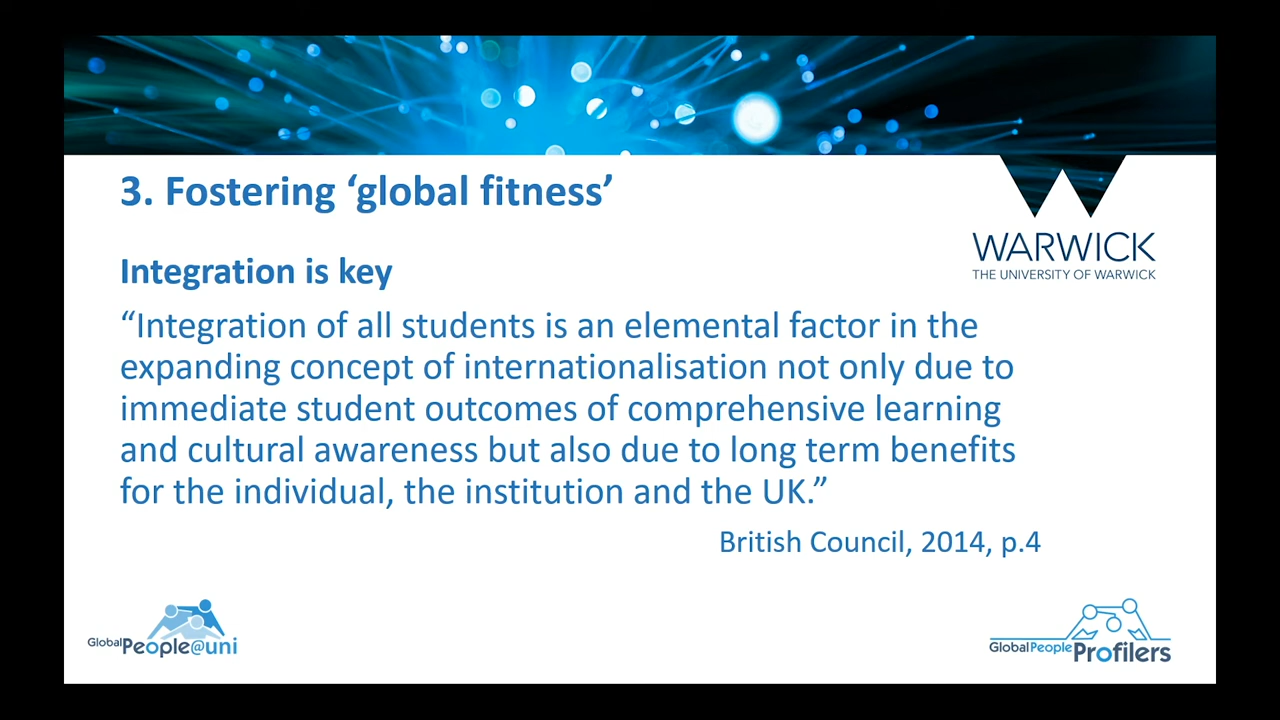 3. Fostering ‘global fitness’
WARWICK
THE UNIVERSITY OF WARWICK
Integration is key
“Integration of all students is an elemental factor in the
expanding concept of internationalisation not only due to
immediate student outcomes of comprehensive learning
and cultural awareness but also due to long term benefits
for the individual, the institution and the UK.”
British Council, 2014, p.4
GlobalPeople@uni
GlobalPeopleProfilers